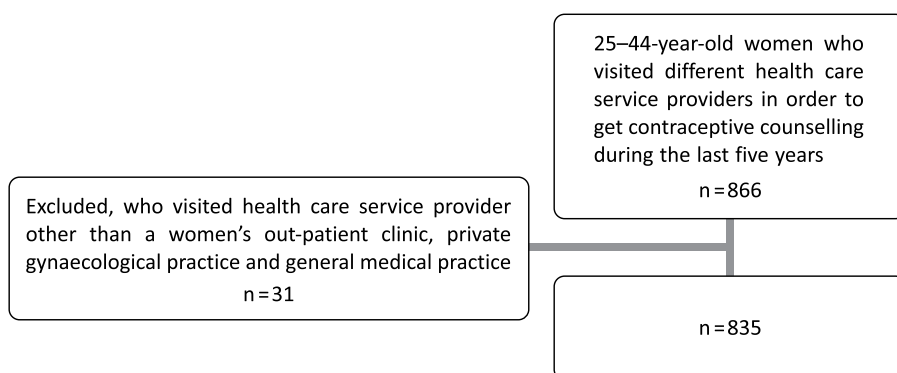 25–44-year-old women who
visited different health care
service providers in order to
get contraceptive counselling
during the last five years
n=866
Excluded, who visited health care service provider
other than a women's out-patient clinic, private
gynaecological practice and general medical practice
n=31
n=835